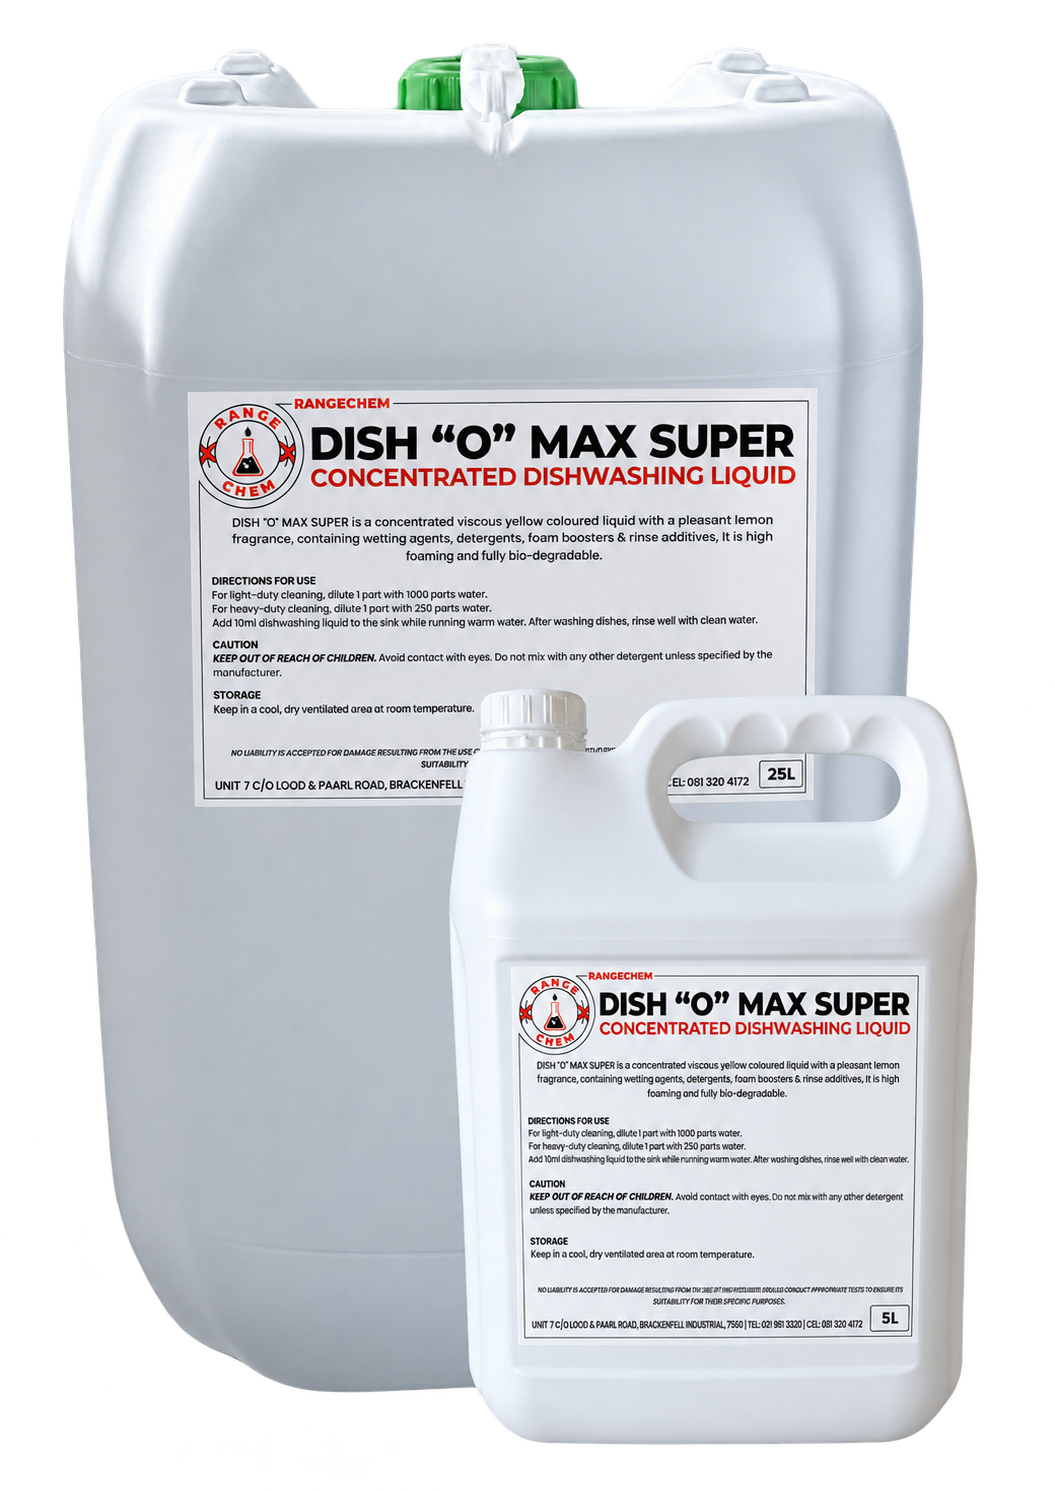 RANGECHEM
RANGE
CHEM
DISH “O” MAX SUPER
CONCENTRATED DISHWASHING LIQUID
DISH "O" MAX SUPER is a concentrated viscous yellow coloured liquid with a pleasant lemon
fragrance, containing wetting agents, detergents, foam boosters & rinse additives, It is high
foaming and fully bio-degradable.
DIRECTIONS FOR USE
For light-duty cleaning, dilute 1 part with 1000 parts water.
For heavy-duty cleaning, dilute 1 part with 250 parts water.
Add 10ml dishwashing liquid to the sink while running warm water. After washing dishes, rinse well with clean water.
CAUTION
KEEP OUT OF REACH OF CHILDREN. Avoid contact with eyes. Do not mix with any other detergent unless specified by the
manufacturer.
STORAGE
Keep in a cool, dry ventilated area at room temperature.
NO LIABILITY IS ACCEPTED FOR DAMAGE RESULTING FROM THE USE
SUITABILITY
UNIT 7 C/O LOOD & PAARL ROAD, BRACKENFELL
CEL: 081 320 4172
25L
RANGECHEM
RANGE
CHEM
DISH “O” MAX SUPER
CONCENTRATED DISHWASHING LIQUID
DISH "O" MAX SUPER is a concentrated viscous yellow coloured liquid with a pleasant lemon
fragrance, containing wetting agents, detergents, foam boosters & rinse additives, It is high
foaming and fully bio-degradable.
DIRECTIONS FOR USE
For light-duty cleaning, dilute 1 part with 1000 parts water.
For heavy-duty cleaning, dilute 1 part with 250 parts water.
Add 10ml dishwashing liquid to the sink while running warm water. After washing dishes, rinse well with clean water.
CAUTION
KEEP OUT OF REACH OF CHILDREN. Avoid contact with eyes. Do not mix with any other detergent
unless specified by the manufacturer.
STORAGE
Keep in a cool, dry ventilated area at room temperature.
NO LIABILITY IS ACCEPTED FOR DAMAGE RESULTING FROM CONDUCT APPROPRIATE TESTS TO ENSURE ITS
SUITABILITY FOR THEIR SPECIFIC PURPOSES.
UNIT 7 C/O LOOD & PAARL ROAD, BRACKENFELL INDUSTRIAL, 7560 | TEL: 021 981 3320 | CEL: 081 320 4172
5L